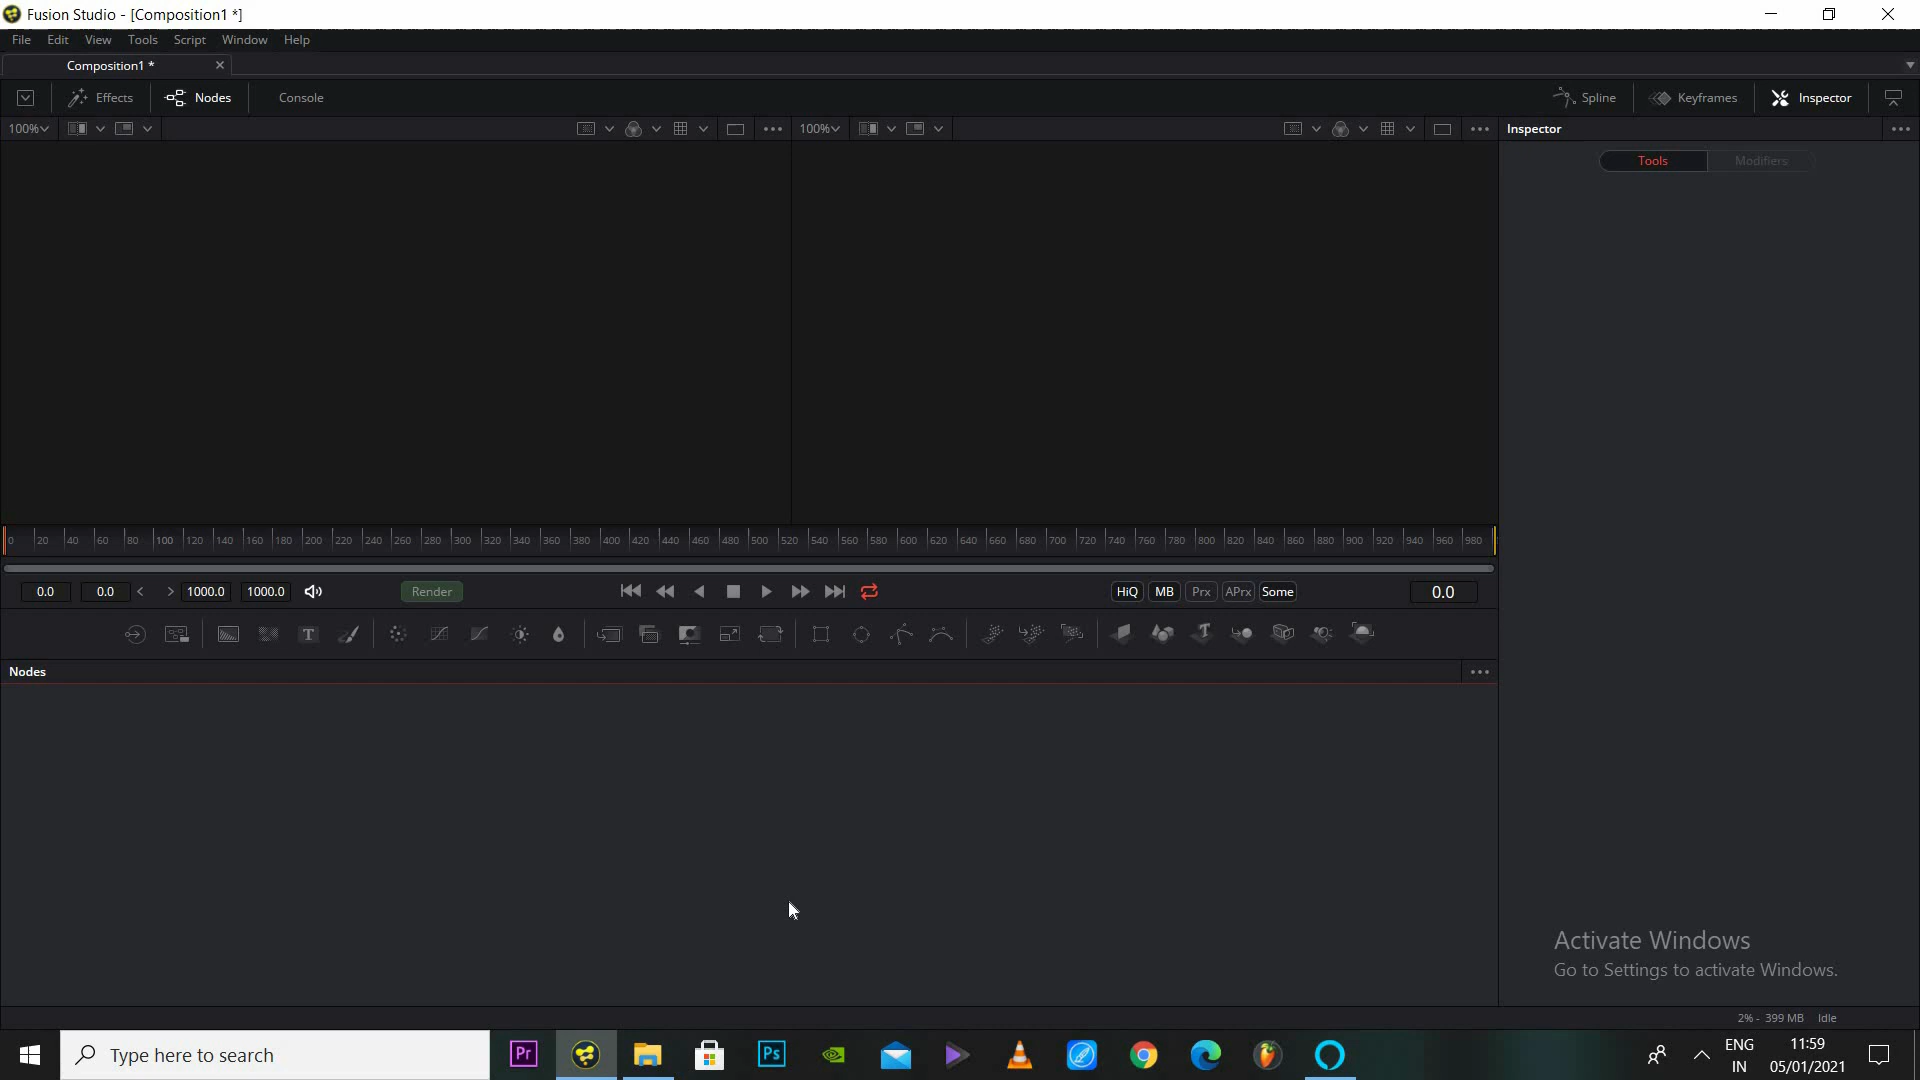 Fusion Studio - [Composition1 *]
File Edit View Tools Script Window Help
Composition1 *
Effects Nodes Console Spline Keyframes Inspector
100% 100% Inspector
Tools Modifiers
0 20 40 60 80 100 120 140 160 180 200 220 240 260 280 300 320 340 360 380 400 420 440 460 480 500 520 540 560 580 600 620 640 660 680 700 720 740 760 780 800 820 840 860 880 900 920 940 960 980
0.0 0.0 < > 1000.0 1000.0 Render HiQ MB Prx APrx Some 0.0
T
Nodes
Activate Windows
Go to Settings to activate Windows.
2% - 399 MB Idle
Type here to search Pr Ps ENG 11:59
IN 05/01/2021